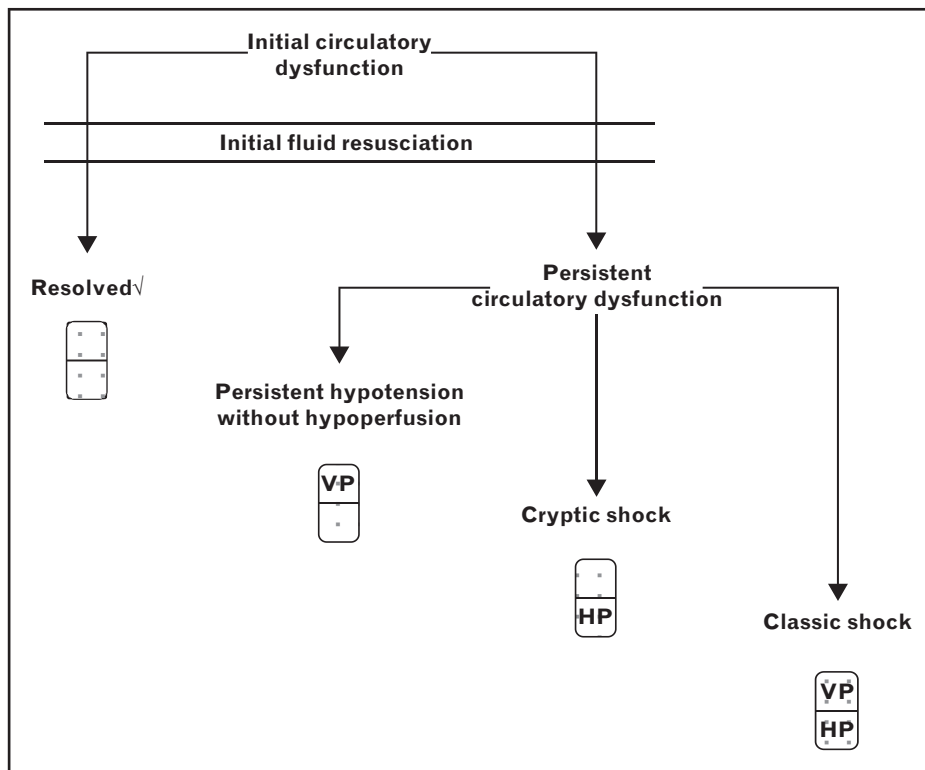 Initial circulatory
dysfunction
Initial fluid resusciation
Resolved√
Persistent
circulatory dysfunction
Persistent hypotension
without hypoperfusion
VP
Cryptic shock
HP
Classic shock
VP
HP